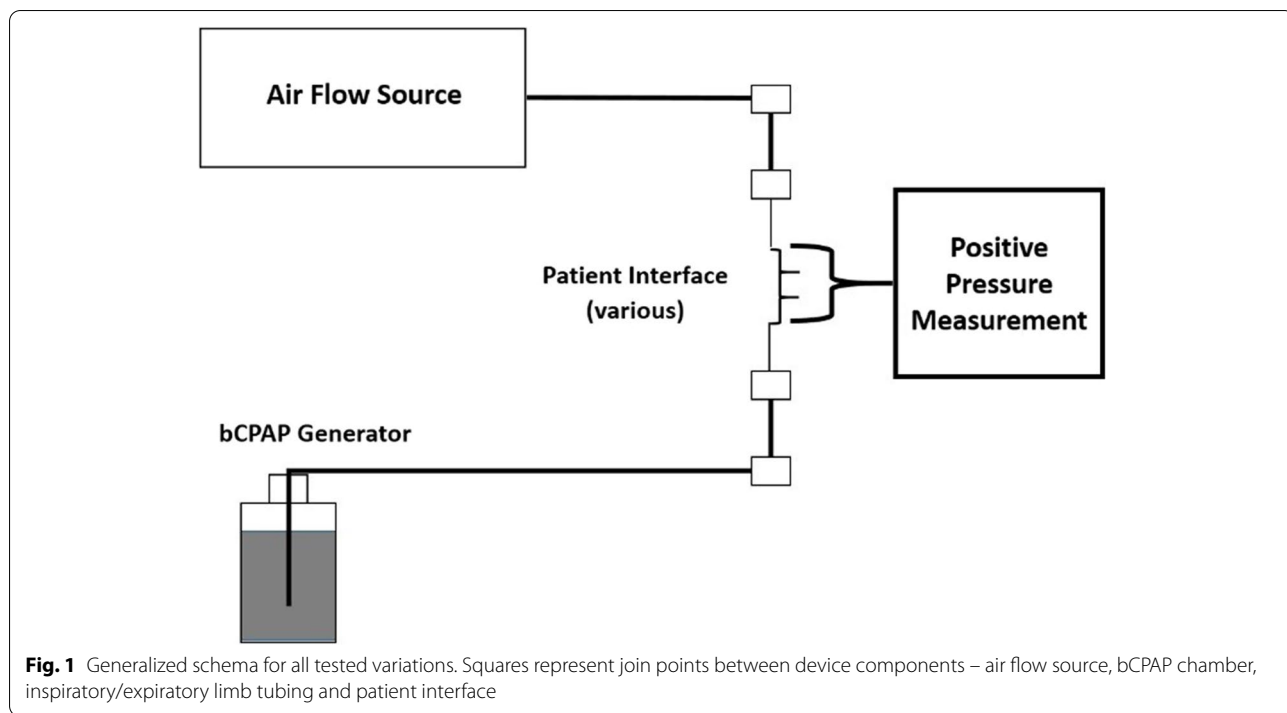 Air Flow Source
Patient Interface
(various)
Positive
Pressure
Measurement
bCPAP Generator
Fig. 1 Generalized schema for all tested variations. Squares represent join points between device components – air flow source, bCPAP chamber,
inspiratory/expiratory limb tubing and patient interface